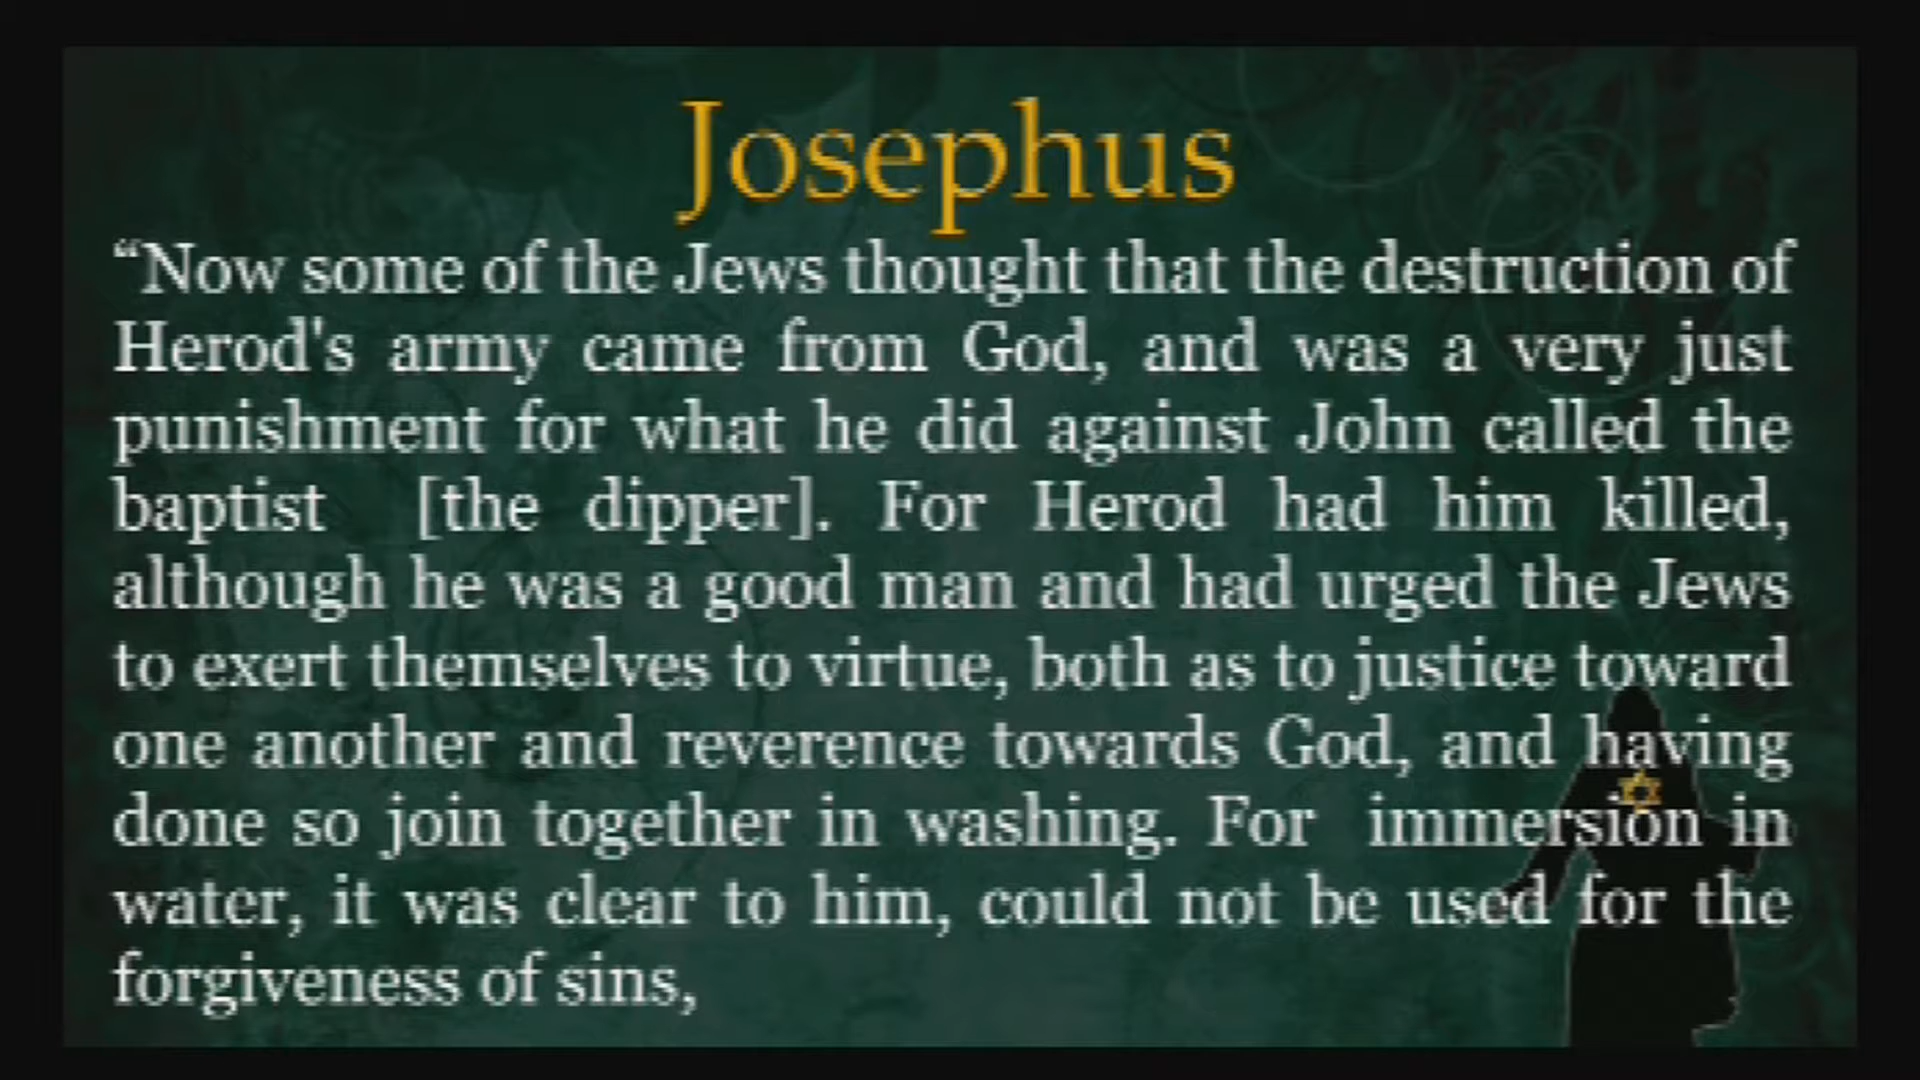 Josephus
“Now some of the Jews thought that the destruction of
Herod's army came from God, and was a very just
punishment for what he did against John called the
baptist [the dipper]. For Herod had him killed,
although he was a good man and had urged the Jews
to exert themselves to virtue, both as to justice toward
one another and reverence towards God, and having
done so join together in washing. For immersion in
water, it was clear to him, could not be used for the
forgiveness of sins,